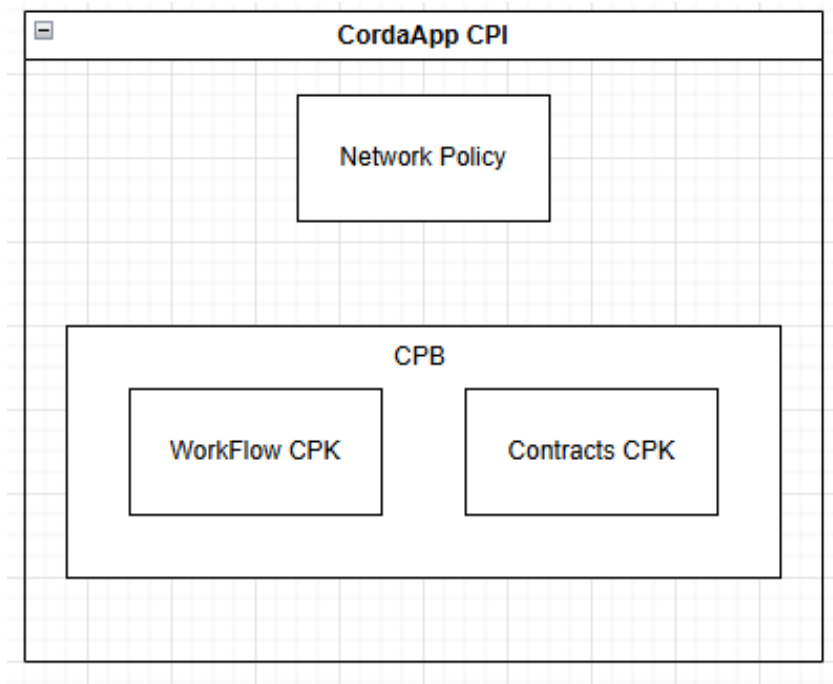 CordaApp CPI
Network Policy
CPB
WorkFlow CPK
Contracts CPK